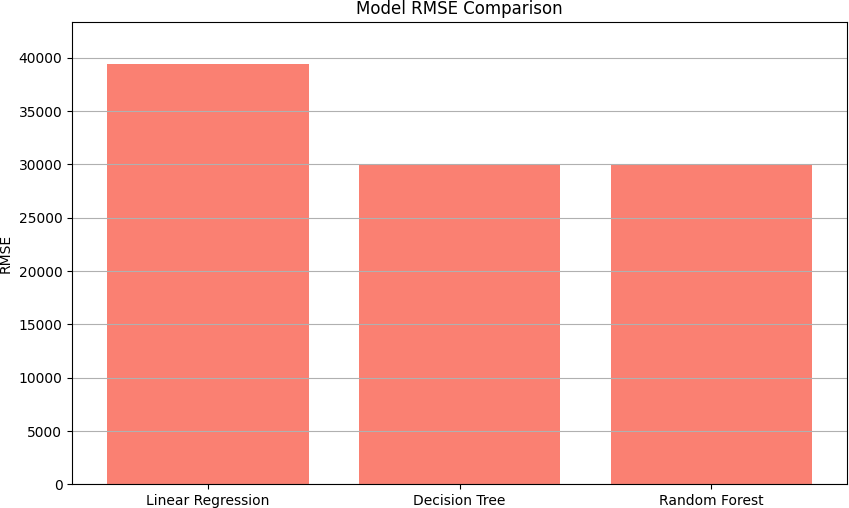 Model RMSE Comparison
RMSE
40000
35000
30000
25000
20000
15000
10000
5000
0
Linear Regression
Decision Tree
Random Forest